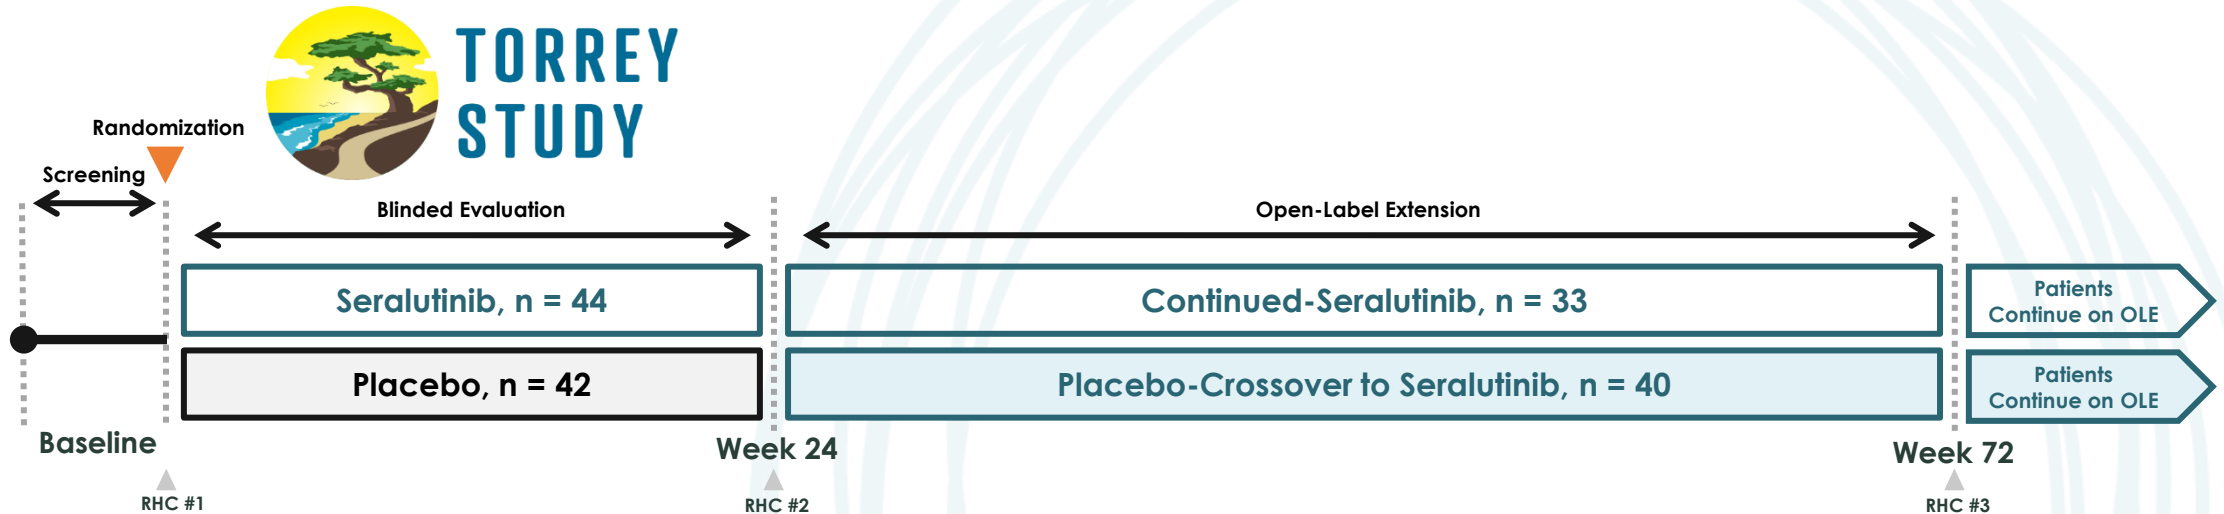 TORREY
STUDY
Randomization
Screening
Blinded Evaluation
Open-Label Extension
Seralutinib, n = 44
Continued-Seralutinib, n = 33
Patients
Continue on OLE
Placebo, n = 42
Placebo-Crossover to Seralutinib, n = 40
Patients
Continue on OLE
Baseline
Week 24
Week 72
RHC #1
RHC #2
RHC #3